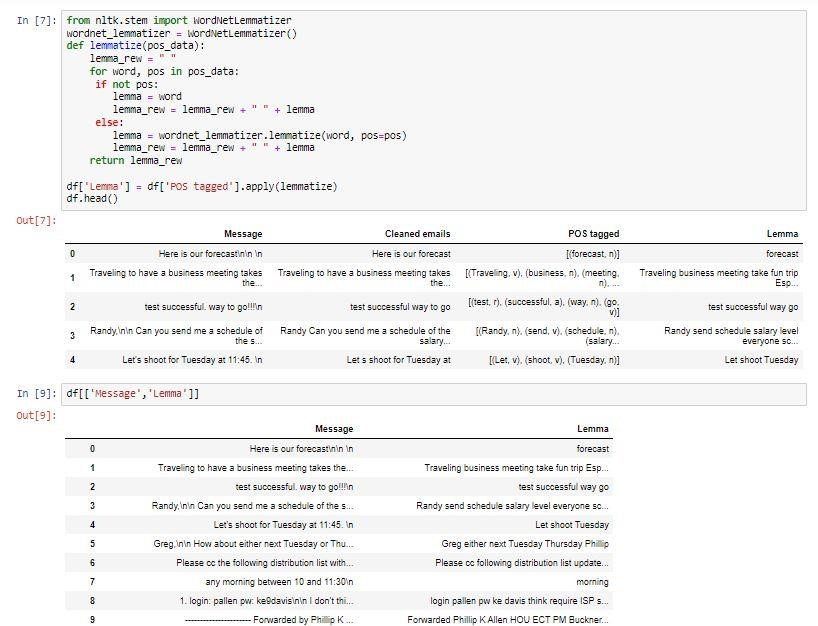 In [7]: from nltk.stem import WordNetLemmatizer
wordnet_lemmatizer = WordNetLemmatizer()
def lemmatize(pos_data):
    lemma_rew = " "
    for word, pos in pos_data:
     if not pos:
        lemma = word
        lemma_rew = lemma_rew + " " + lemma
     else:
        lemma = wordnet_lemmatizer.lemmatize(word, pos=pos)
        lemma_rew = lemma_rew + " " + lemma
    return lemma_rew
df['Lemma'] = df['POS tagged'].apply(lemmatize)
df.head()
Out[7]:
Message Cleaned emails POS tagged Lemma
0 Here is our forecast\n\n \n Here is our forecast [(forecast, n)] forecast
1 Traveling to have a business meeting takes the... Traveling to have a business meeting takes the... [(Traveling, v), (business, n), (meeting, n), ... Traveling business meeting take fun trip Esp...
2 test successful. way to go!!!\n test successful way to go [(test, r), (successful, a), (way, n), (go, v)] test successful way go
3 Randy,\n\n Can you send me a schedule of the s... Randy Can you send me a schedule of the salary... [(Randy, n), (send, v), (schedule, n), (salary... Randy send schedule salary level everyone sc...
4 Let's shoot for Tuesday at 11:45. \n Let s shoot for Tuesday at [(Let, v), (shoot, v), (Tuesday, n)] Let shoot Tuesday
In [9]: df[['Message','Lemma']]
Out[9]:
Message Lemma
0 Here is our forecast\n\n \n forecast
1 Traveling to have a business meeting takes the... Traveling business meeting take fun trip Esp...
2 test successful. way to go!!!\n test successful way go
3 Randy,\n\n Can you send me a schedule of the s... Randy send schedule salary level everyone sc...
4 Let's shoot for Tuesday at 11:45. \n Let shoot Tuesday
5 Greg,\n\n How about either next Tuesday or Thu... Greg either next Tuesday Thursday Phillip
6 Please cc the following distribution list with... Please cc following distribution list update...
7 any morning between 10 and 11:30\n morning
8 1. login: pallen pw: ke9davis\n\n I don't thi... login pallen pw ke davis think require ISP s...
9 ---------------------- Forwarded by Phillip K ... Forwarded Phillip K Allen HOU ECT PM Buckner...